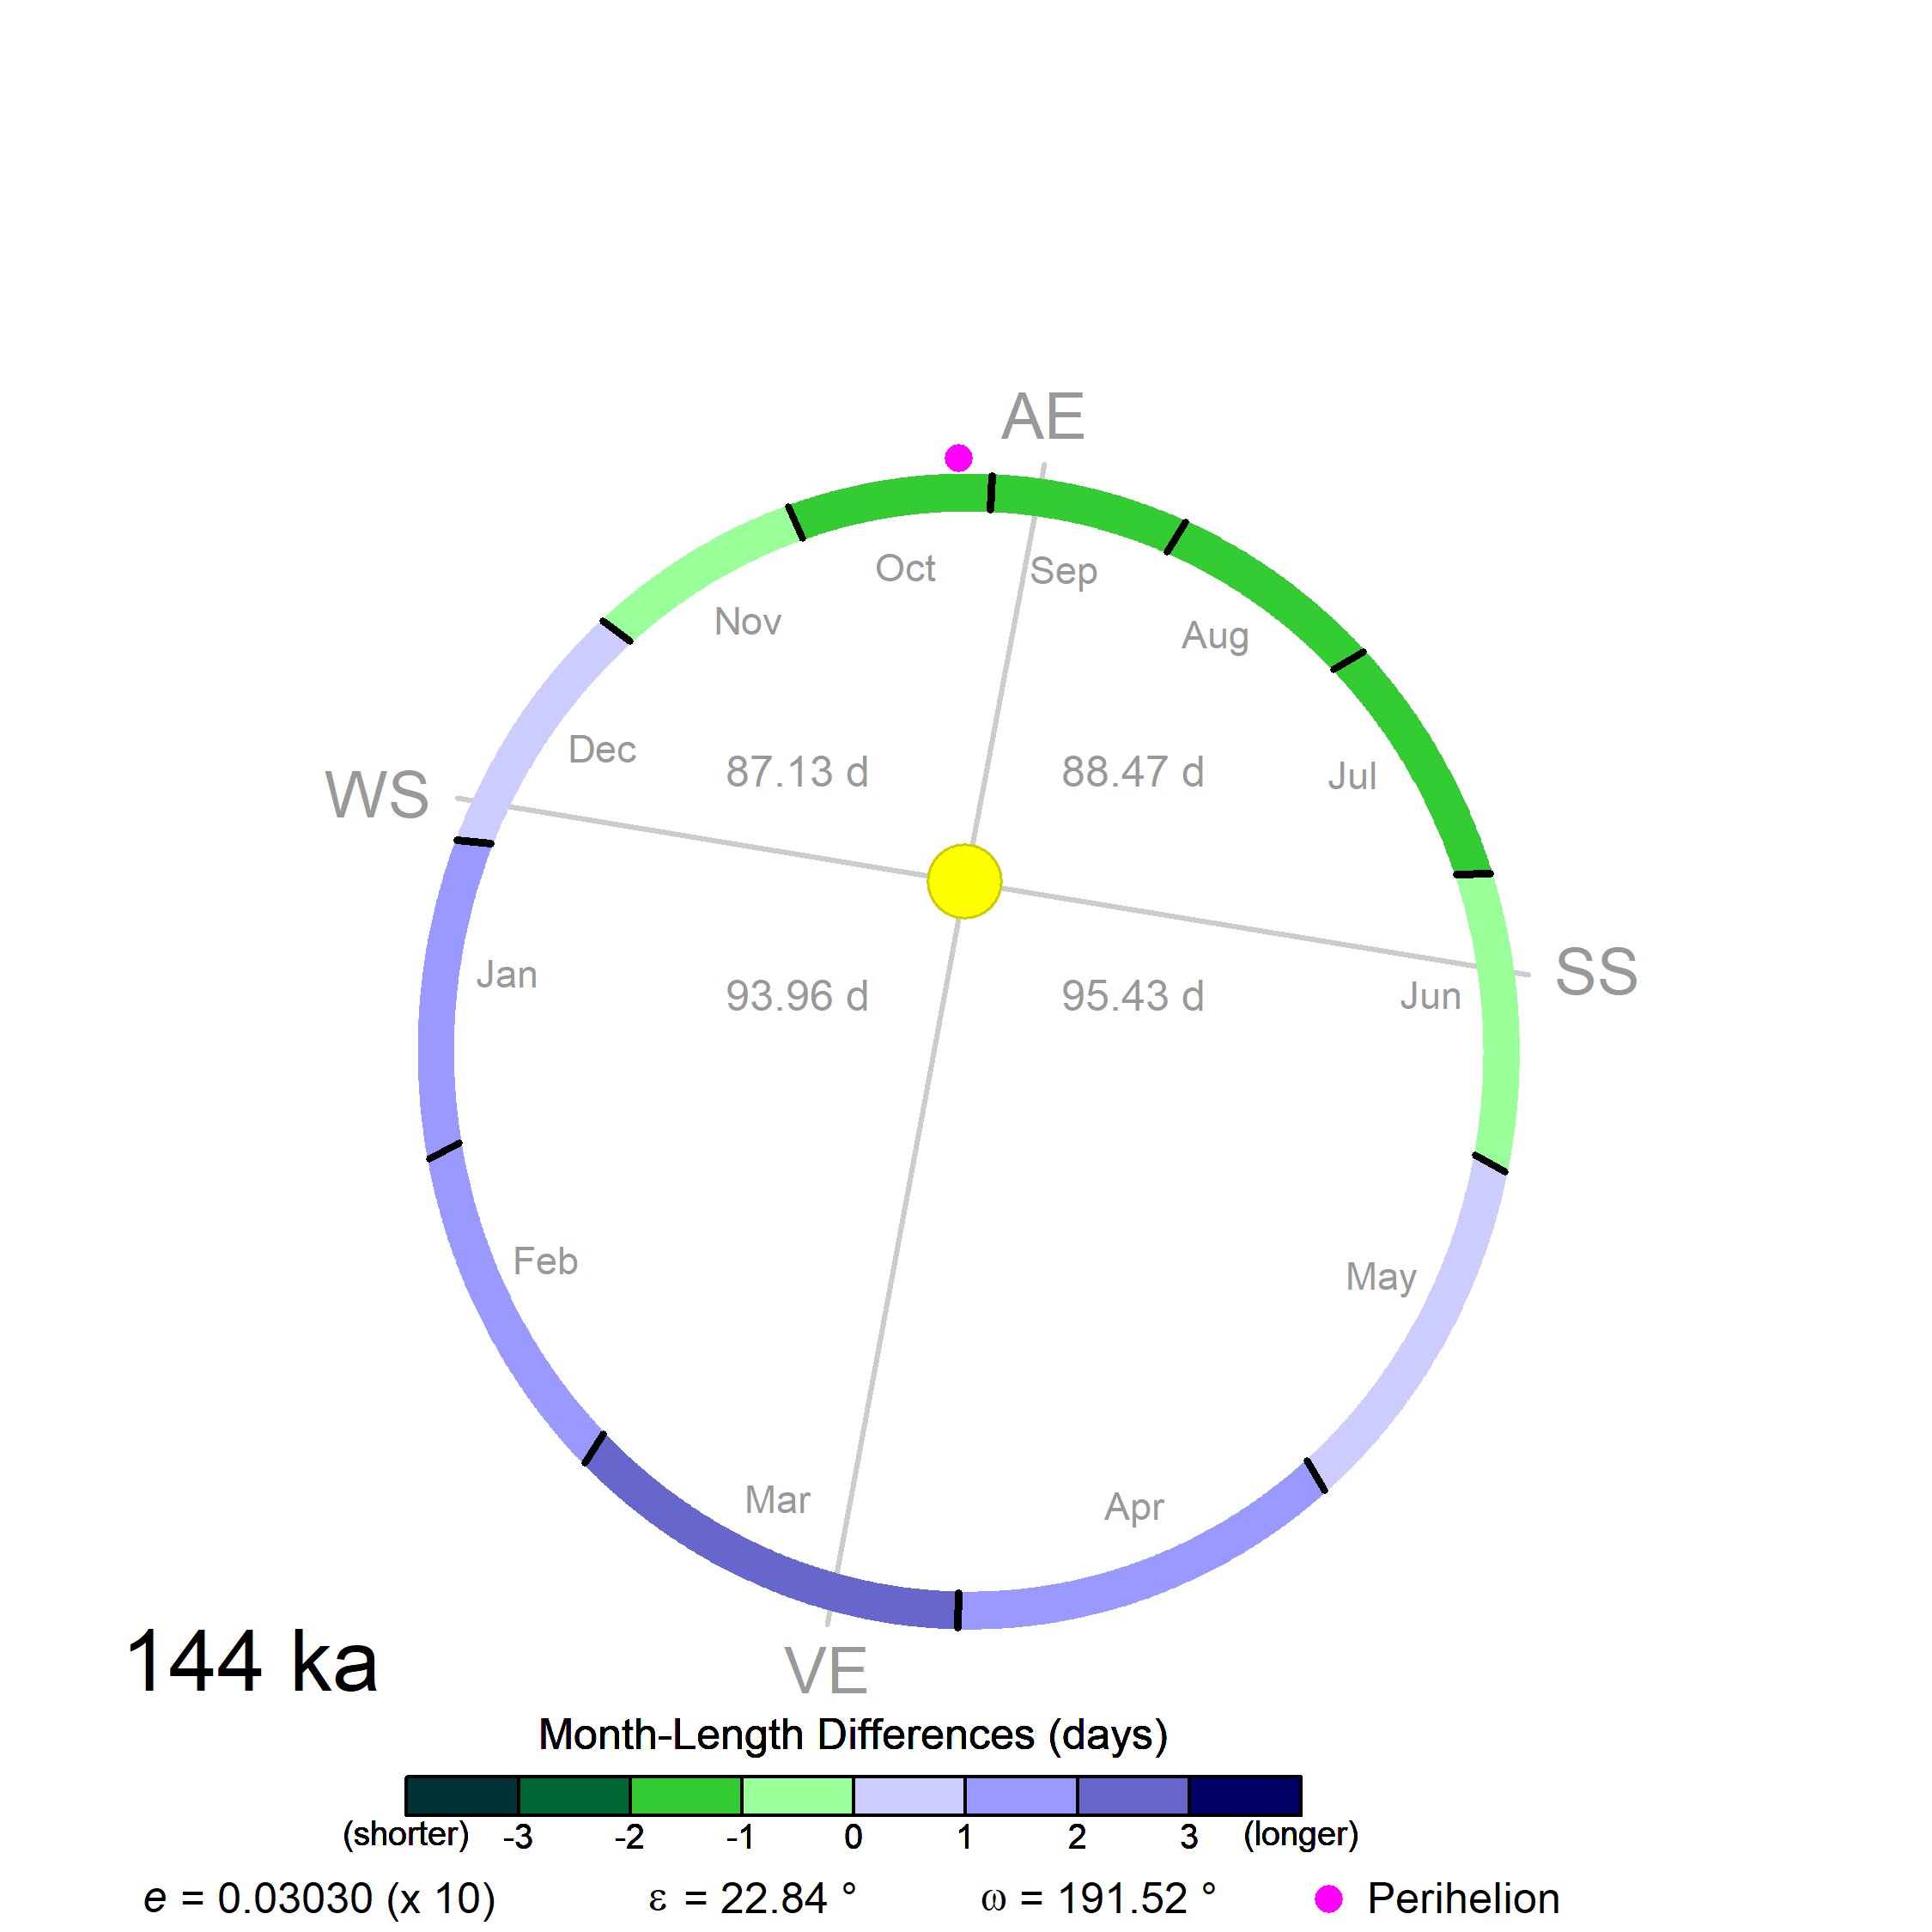 AE
Oct
Sep
Nov
Aug
Dec
87.13 d
88.47 d
Jul
WS
SS
Jan
93.96 d
95.43 d
Jun
Feb
May
Mar
Apr
VE
144 ka
Month-Length Differences (days)
(shorter) -3 -2 -1 0 1 2 3 (longer)
e = 0.03030 (x 10) ε = 22.84 ° ω = 191.52 ° Perihelion